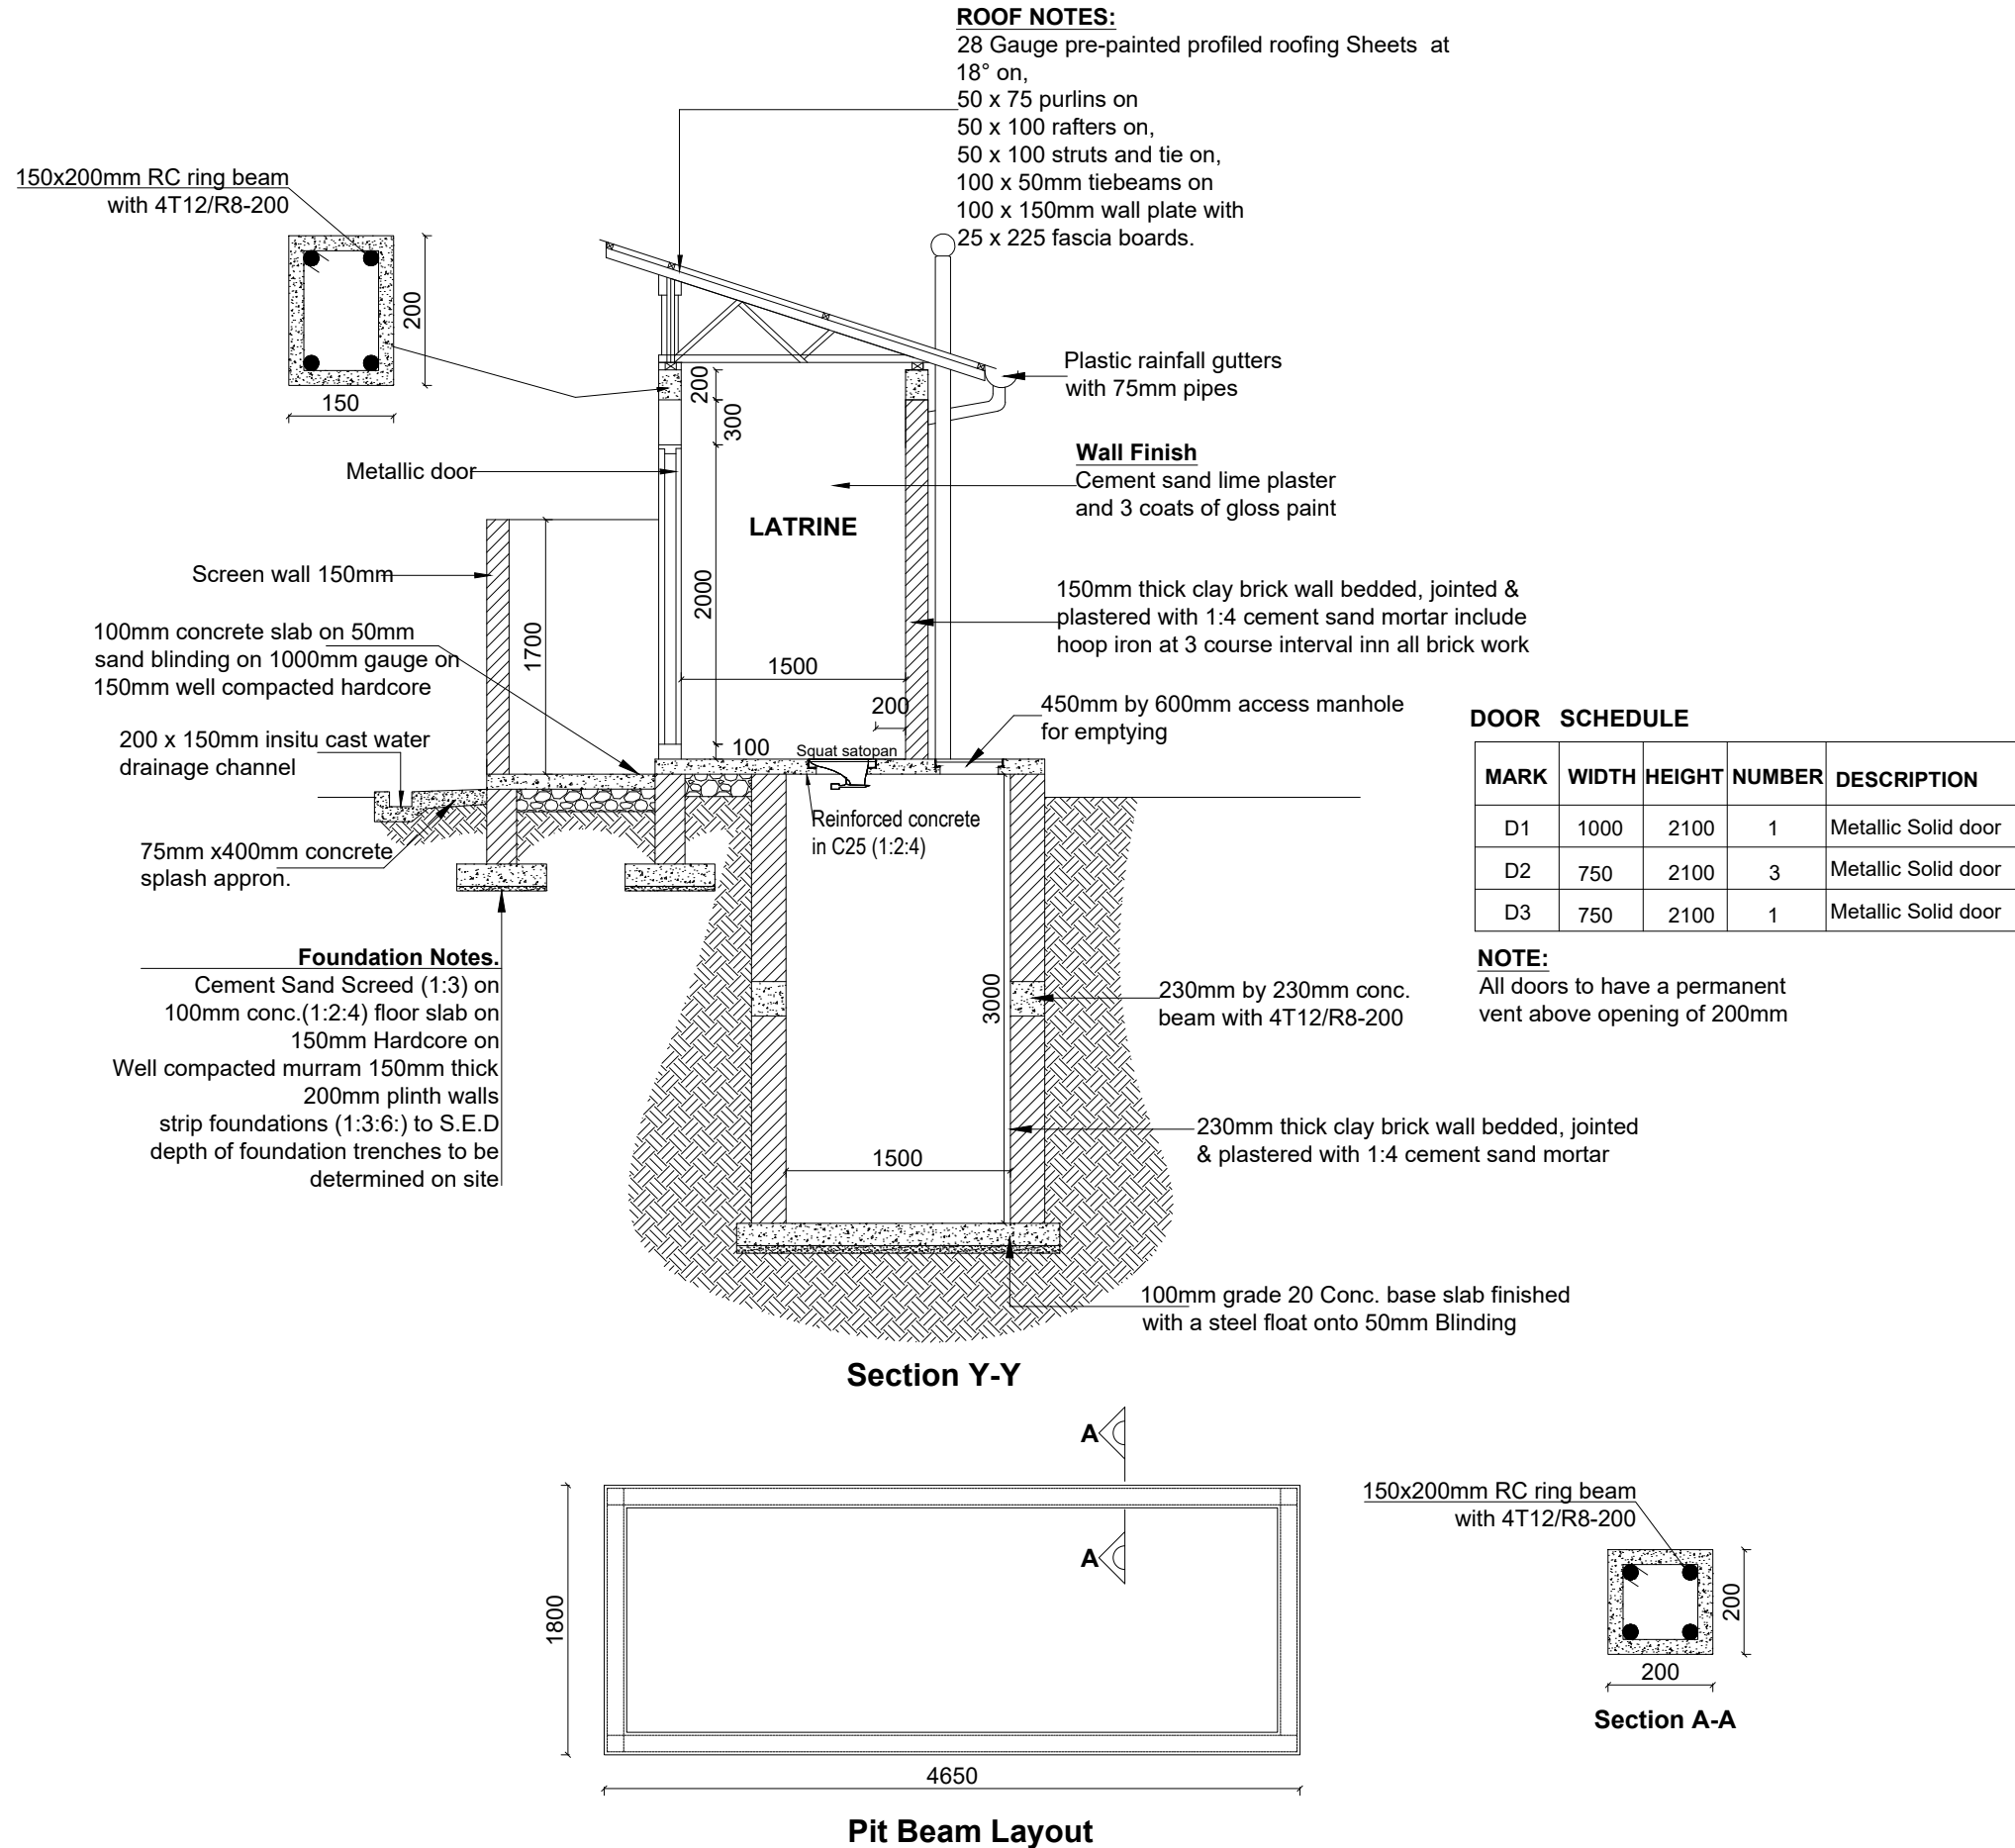 ROOF NOTES:
28 Gauge pre-painted profiled roofing Sheets at
18° on,
50 x 75 purlins on
50 x 100 rafters on,
50 x 100 struts and tie on,
100 x 50mm tiebeams on
100 x 150mm wall plate with
25 x 225 fascia boards.
150x200mm RC ring beam
with 4T12/R8-200
200
150
Plastic rainfall gutters
with 75mm pipes
200
300
Metallic door
Wall Finish
Cement sand lime plaster
and 3 coats of gloss paint
LATRINE
Screen wall 150mm
2000
1700
150mm thick clay brick wall bedded, jointed &
plastered with 1:4 cement sand mortar include
hoop iron at 3 course interval inn all brick work
100mm concrete slab on 50mm
sand blinding on 1000mm gauge on
150mm well compacted hardcore
1500
200
450mm by 600mm access manhole
for emptying
200 x 150mm insitu cast water
drainage channel
100
Squat satopan
Reinforced concrete
in C25 (1:2:4)
75mm x400mm concrete
splash appron.
DOOR SCHEDULE
MARK WIDTH HEIGHT NUMBER DESCRIPTION
D1 1000 2100 1 Metallic Solid door
D2 750 2100 3 Metallic Solid door
D3 750 2100 1 Metallic Solid door
NOTE:
All doors to have a permanent
vent above opening of 200mm
Foundation Notes.
Cement Sand Screed (1:3) on
100mm conc.(1:2:4) floor slab on
150mm Hardcore on
Well compacted murram 150mm thick
200mm plinth walls
strip foundations (1:3:6:) to S.E.D
depth of foundation trenches to be
determined on site
3000
230mm by 230mm conc.
beam with 4T12/R8-200
230mm thick clay brick wall bedded, jointed
& plastered with 1:4 cement sand mortar
1500
100mm grade 20 Conc. base slab finished
with a steel float onto 50mm Blinding
Section Y-Y
A
A
1800
4650
Pit Beam Layout
150x200mm RC ring beam
with 4T12/R8-200
200
200
Section A-A